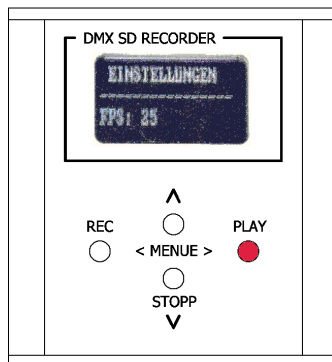 DMX SD RECORDER
EINSTELLUNGEN
FPS: 25
REC
PLAY
< MENUE >
STOPP